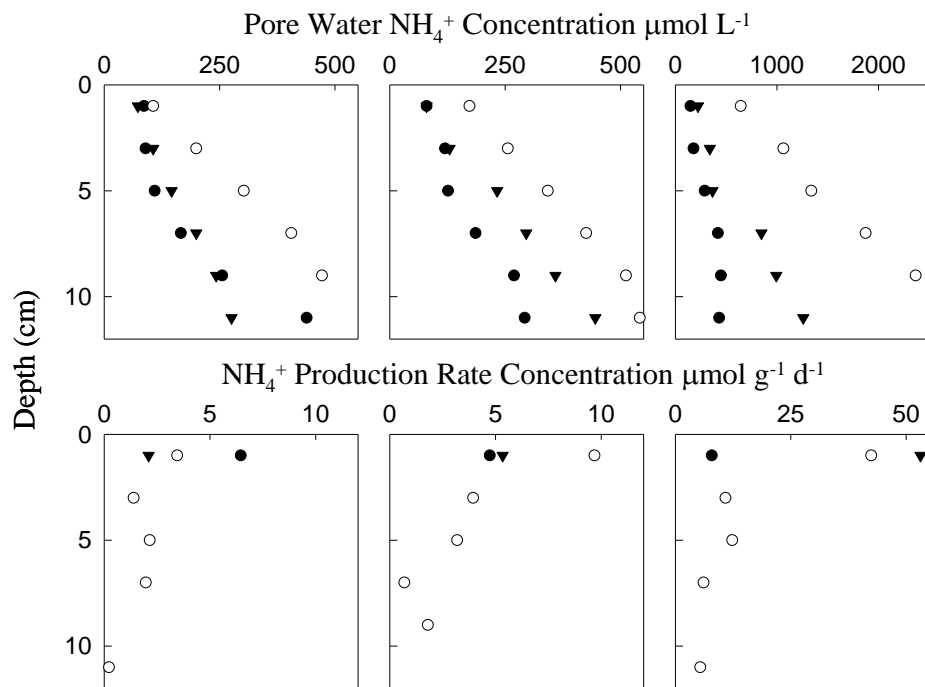 Pore Water NH₄⁺ Concentration μmol L⁻¹
0 250 500 0 250 500 0 1000 2000
0
5
10
Depth (cm)
NH₄⁺ Production Rate Concentration μmol g⁻¹ d⁻¹
0 5 10 0 5 10 0 25 50
0
5
10